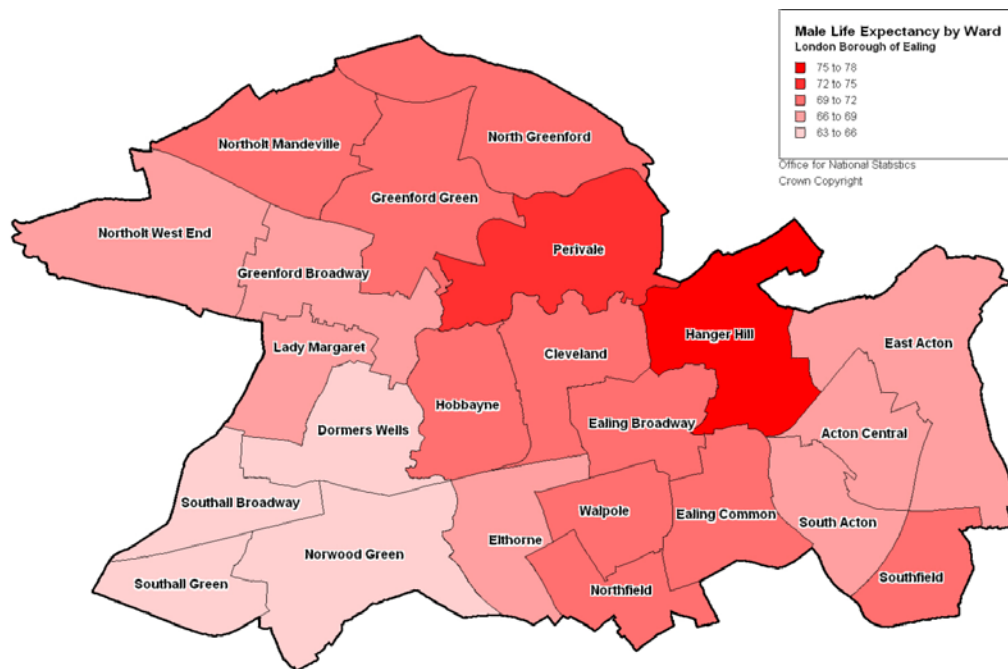 Male Life Expectancy by Ward
London Borough of Ealing
75 to 78
72 to 75
69 to 72
66 to 69
63 to 66
Office for National Statistics
Crown Copyright
North Greenford
Northolt Mandeville
Greenford Green
Northolt West End
Perivale
Greenford Broadway
Hanger Hill
East Acton
Lady Margaret
Cleveland
Hobbayne
Ealing Broadway
Dormers Wells
Acton Central
Southall Broadway
Walpole
Ealing Common
South Acton
Elthorne
Norwood Green
Southall Green
Northfield
Southfield